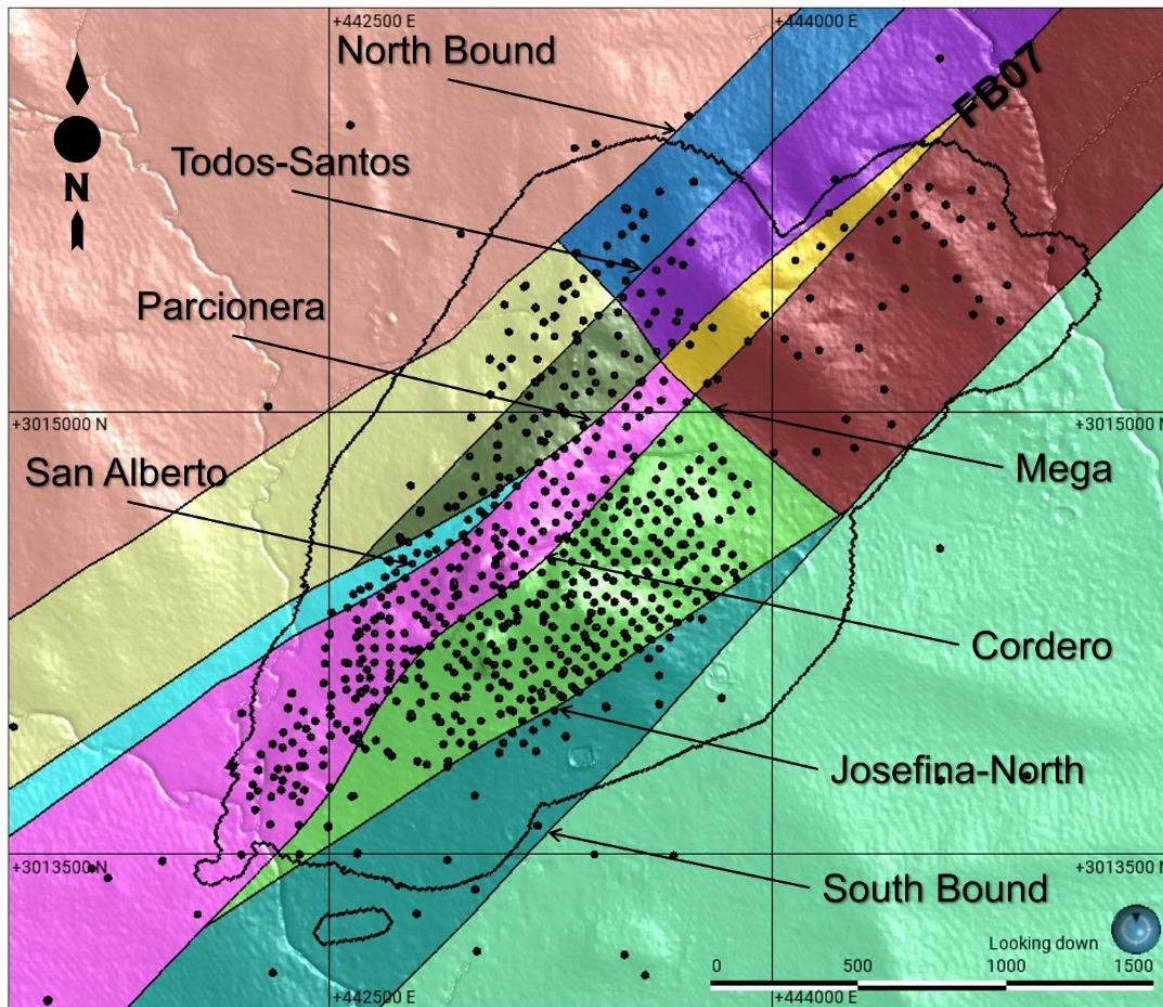 +442500 E
+444000 E
North Bound
FB07
Todos-Santos
N
Parcionera
+3015000 N
+3015000 N
San Alberto
Mega
Cordero
Josefina-North
+3013500 N
+3013500 N
South Bound
Looking down
0 500 1000 1500
+442500 E
+444000 E